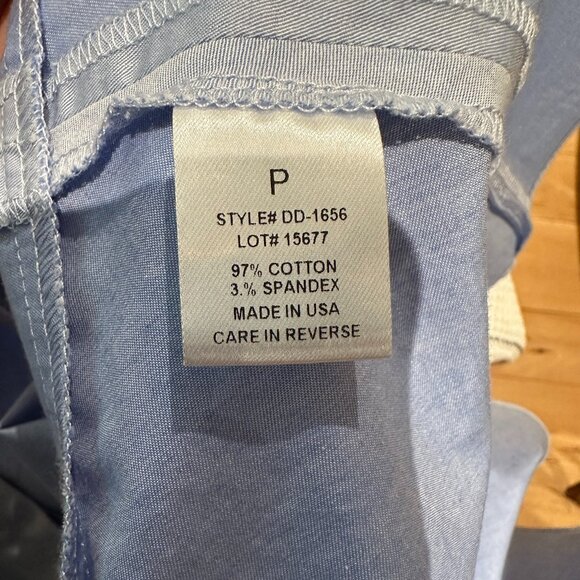 P
STYLE# DD-1656
LOT# 15677
97% COTTON
3.% SPANDEX
MADE IN USA
CARE IN REVERSE